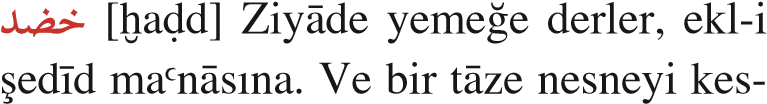 خضد [ḫaḍd] Ziyāde yemeğe derler, ekl-i
şedīd maʿnāsına. Ve bir tāze nesneyi kes-